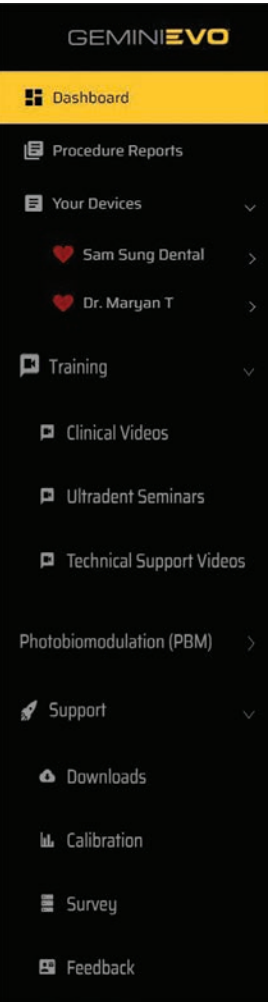 GEMINIEVO
Dashboard
Procedure Reports
Your Devices
Sam Sung Dental
Dr. Maryan T
Training
Clinical Videos
Ultradent Seminars
Technical Support Videos
Photobiomodulation (PBM)
Support
Downloads
Calibration
Survey
Feedback